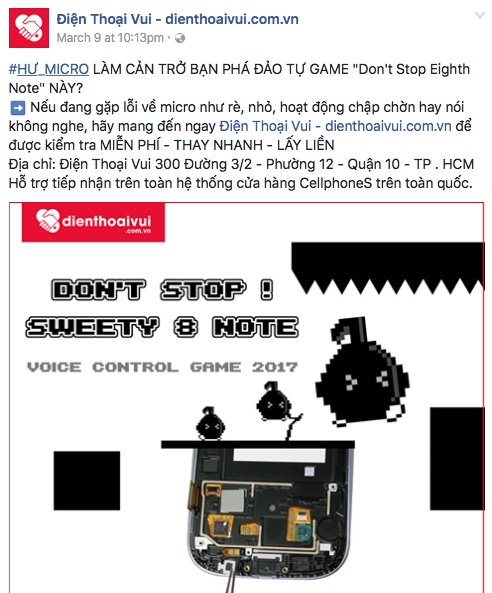 Điện Thoại Vui - dienthoaivui.com.vn
March 9 at 10:13pm ·
#HƯ_MICRO LÀM CẢN TRỞ BẠN PHÁ ĐẢO TỰ GAME "Don't Stop Eighth
Note" NÀY?
➡ Nếu đang gặp lỗi về micro như rè, nhỏ, hoạt động chập chờn hay nói
không nghe, hãy mang đến ngay Điện Thoại Vui - dienthoaivui.com.vn để
được kiểm tra MIỄN PHÍ - THAY NHANH - LẤY LIỀN
Địa chỉ: Điện Thoại Vui 300 Đường 3/2 - Phường 12 - Quận 10 - TP . HCM
Hỗ trợ tiếp nhận trên toàn hệ thống cửa hàng CellphoneS trên toàn quốc.
dienthoaivui
.com.vn
DON'T STOP !
SWEETY 8 NOTE
VOICE CONTROL GAME 2017